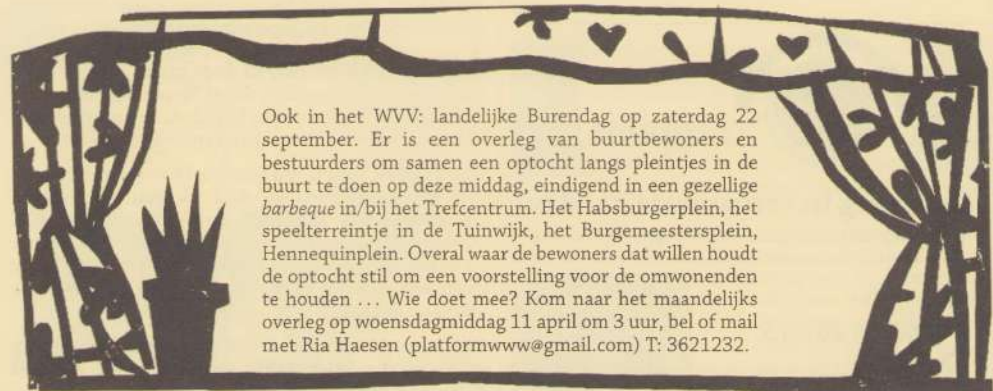 Ook in het WVV: landelijke Burendag op zaterdag 22
september. Er is een overleg van buurtbewoners en
bestuurders om samen een optocht langs pleintjes in de
buurt te doen op deze middag, eindigend in een gezellige
barbeque in/bij het Trefcentrum. Het Habsburgerplein, het
speelterreintje in de Tuinwijk, het Burgemeestersplein,
Hennequinplein. Overal waar de bewoners dat willen houdt
de optocht stil om een voorstelling voor de omwonenden
te houden ... Wie doet mee? Kom naar het maandelijks
overleg op woensdagmiddag 11 april om 3 uur, bel of mail
met Ria Haesen (platformwww@gmail.com) T: 3621232.